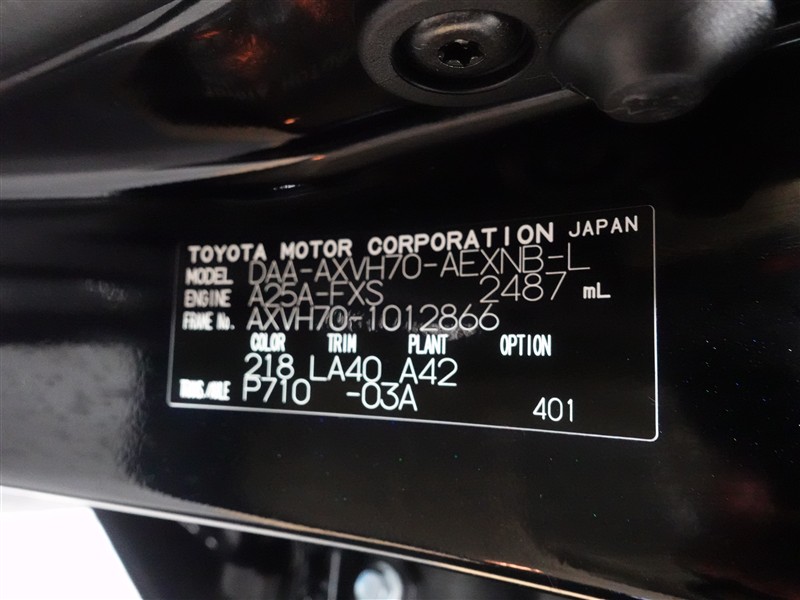 TOYOTA MOTOR CORPORATION JAPAN
MODEL DAA-AXVH70-AEXNB-L
ENGINE A25A-FXS 2487 mL
FRAME No. AXVH70-1012866
COLOR TRIM PLANT OPTION
218 LA40 A42
TRANS/AXLE P710 -03A 401